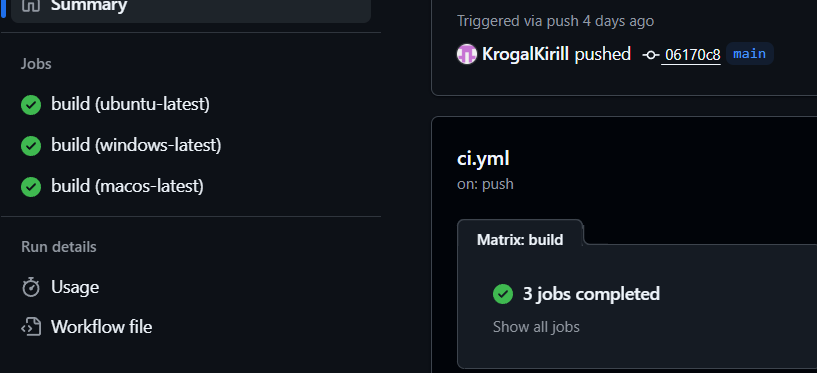 Summary
Jobs
build (ubuntu-latest)
build (windows-latest)
build (macos-latest)
Run details
Usage
Workflow file
Triggered via push 4 days ago
KrogalKirill pushed 06170c8 main
ci.yml
on: push
Matrix: build
3 jobs completed
Show all jobs